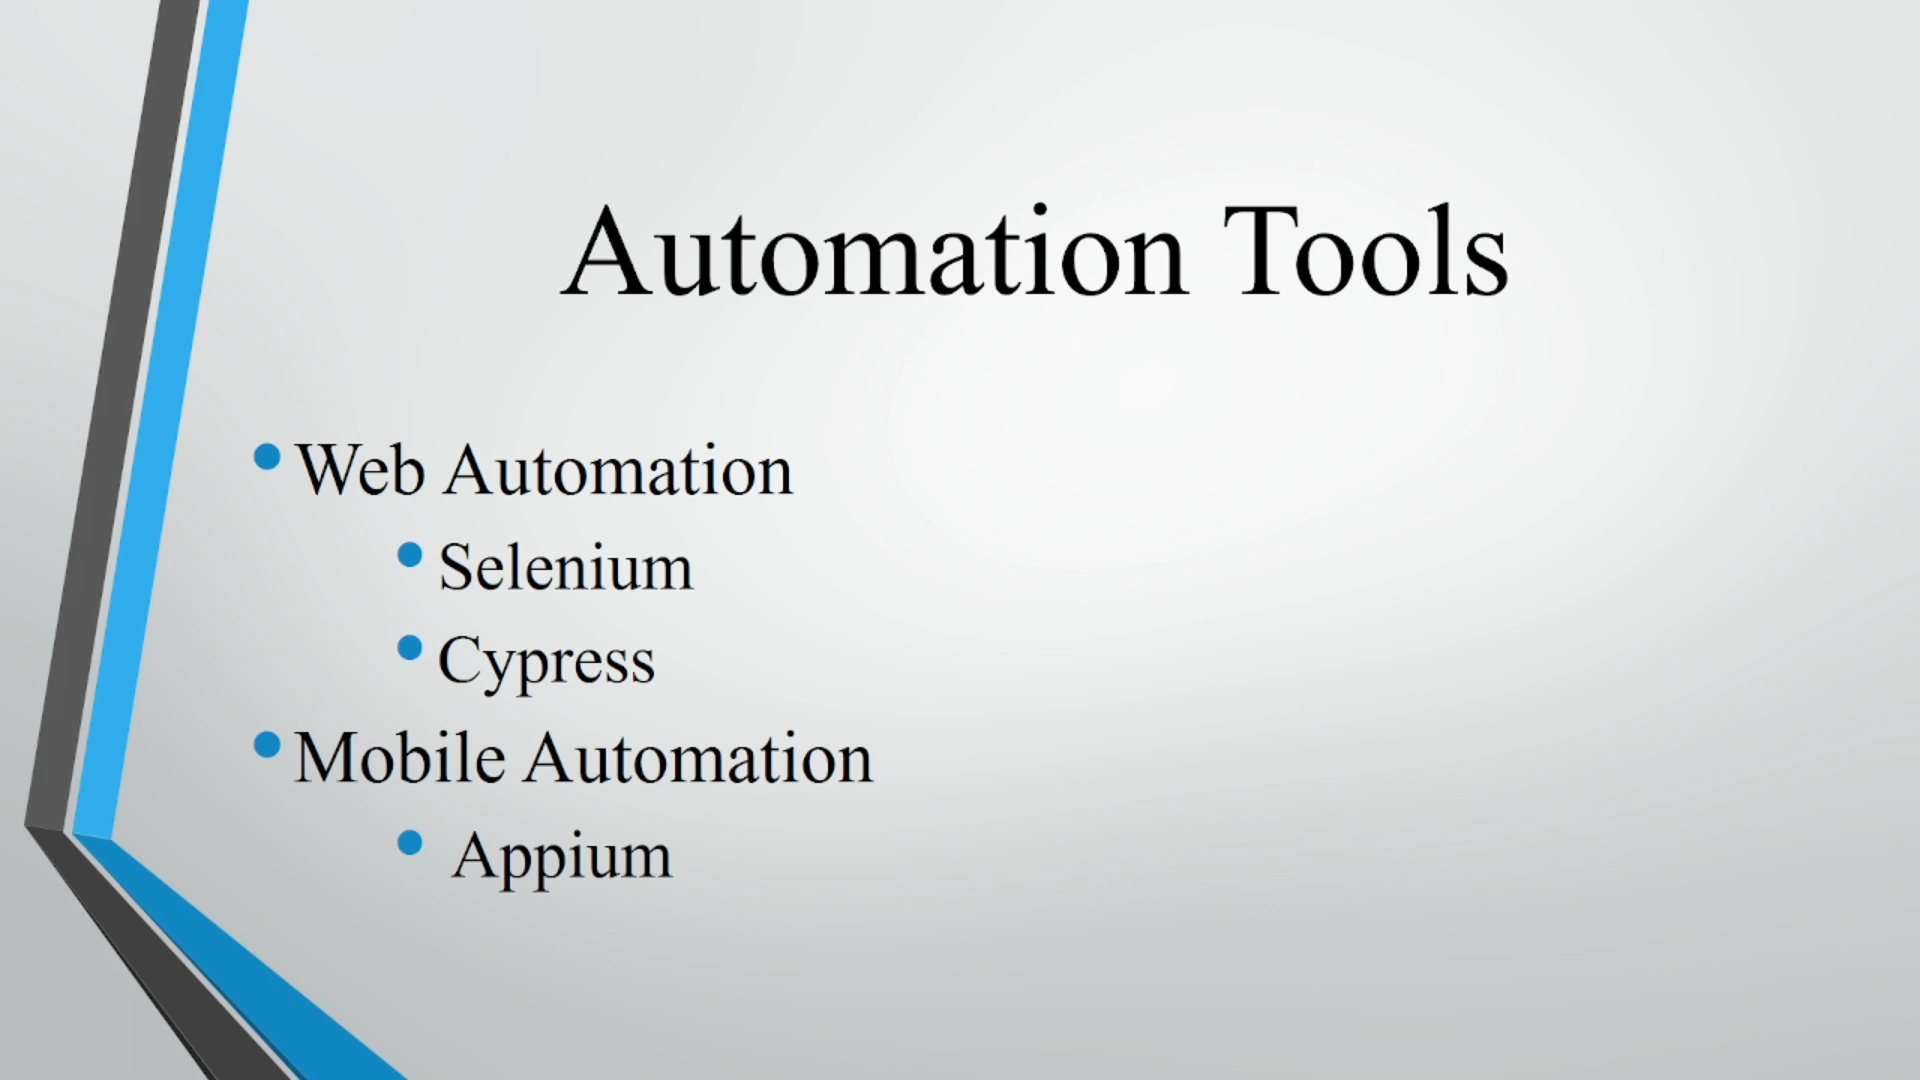 Automation Tools
• Web Automation
• Selenium
• Cypress
• Mobile Automation
• Appium